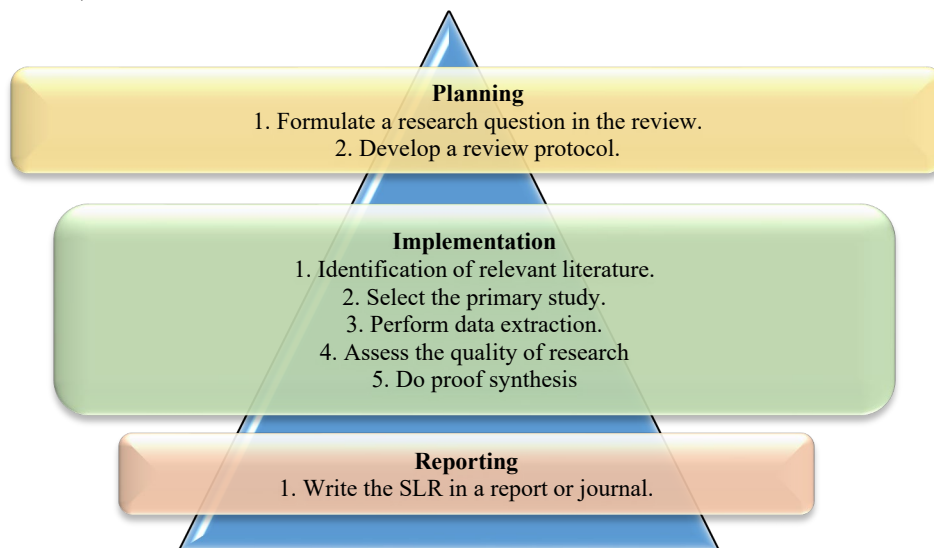 Planning
1. Formulate a research question in the review.
2. Develop a review protocol.
Implementation
1. Identification of relevant literature.
2. Select the primary study.
3. Perform data extraction.
4. Assess the quality of research
5. Do proof synthesis
Reporting
1. Write the SLR in a report or journal.